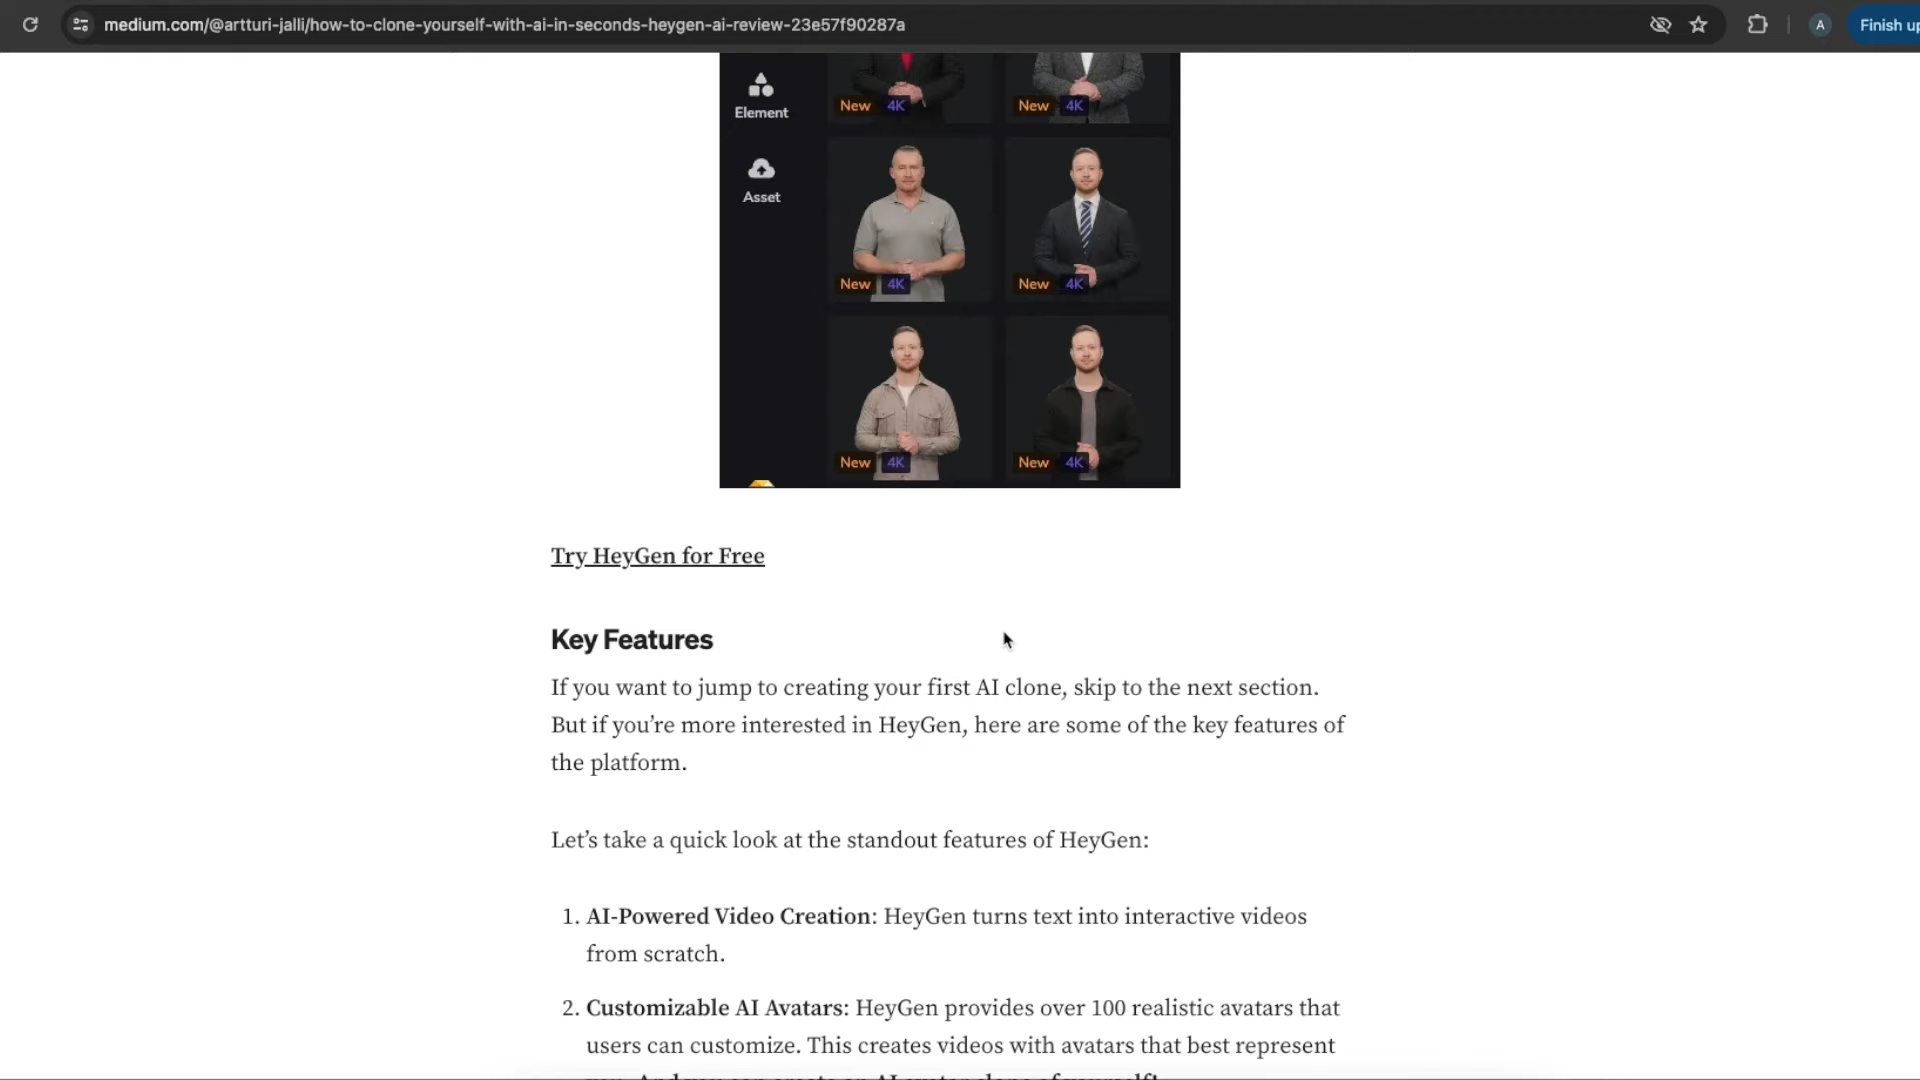 medium.com/@artturi-jalli/how-to-clone-yourself-with-ai-in-seconds-heygen-ai-review-23e57f90287a
A
Finish up
Element
New 4K
New 4K
Asset
New 4K
New 4K
New 4K
New 4K
Try HeyGen for Free
Key Features
If you want to jump to creating your first AI clone, skip to the next section.
But if you’re more interested in HeyGen, here are some of the key features of
the platform.
Let’s take a quick look at the standout features of HeyGen:
1. AI-Powered Video Creation: HeyGen turns text into interactive videos
from scratch.
2. Customizable AI Avatars: HeyGen provides over 100 realistic avatars that
users can customize. This creates videos with avatars that best represent